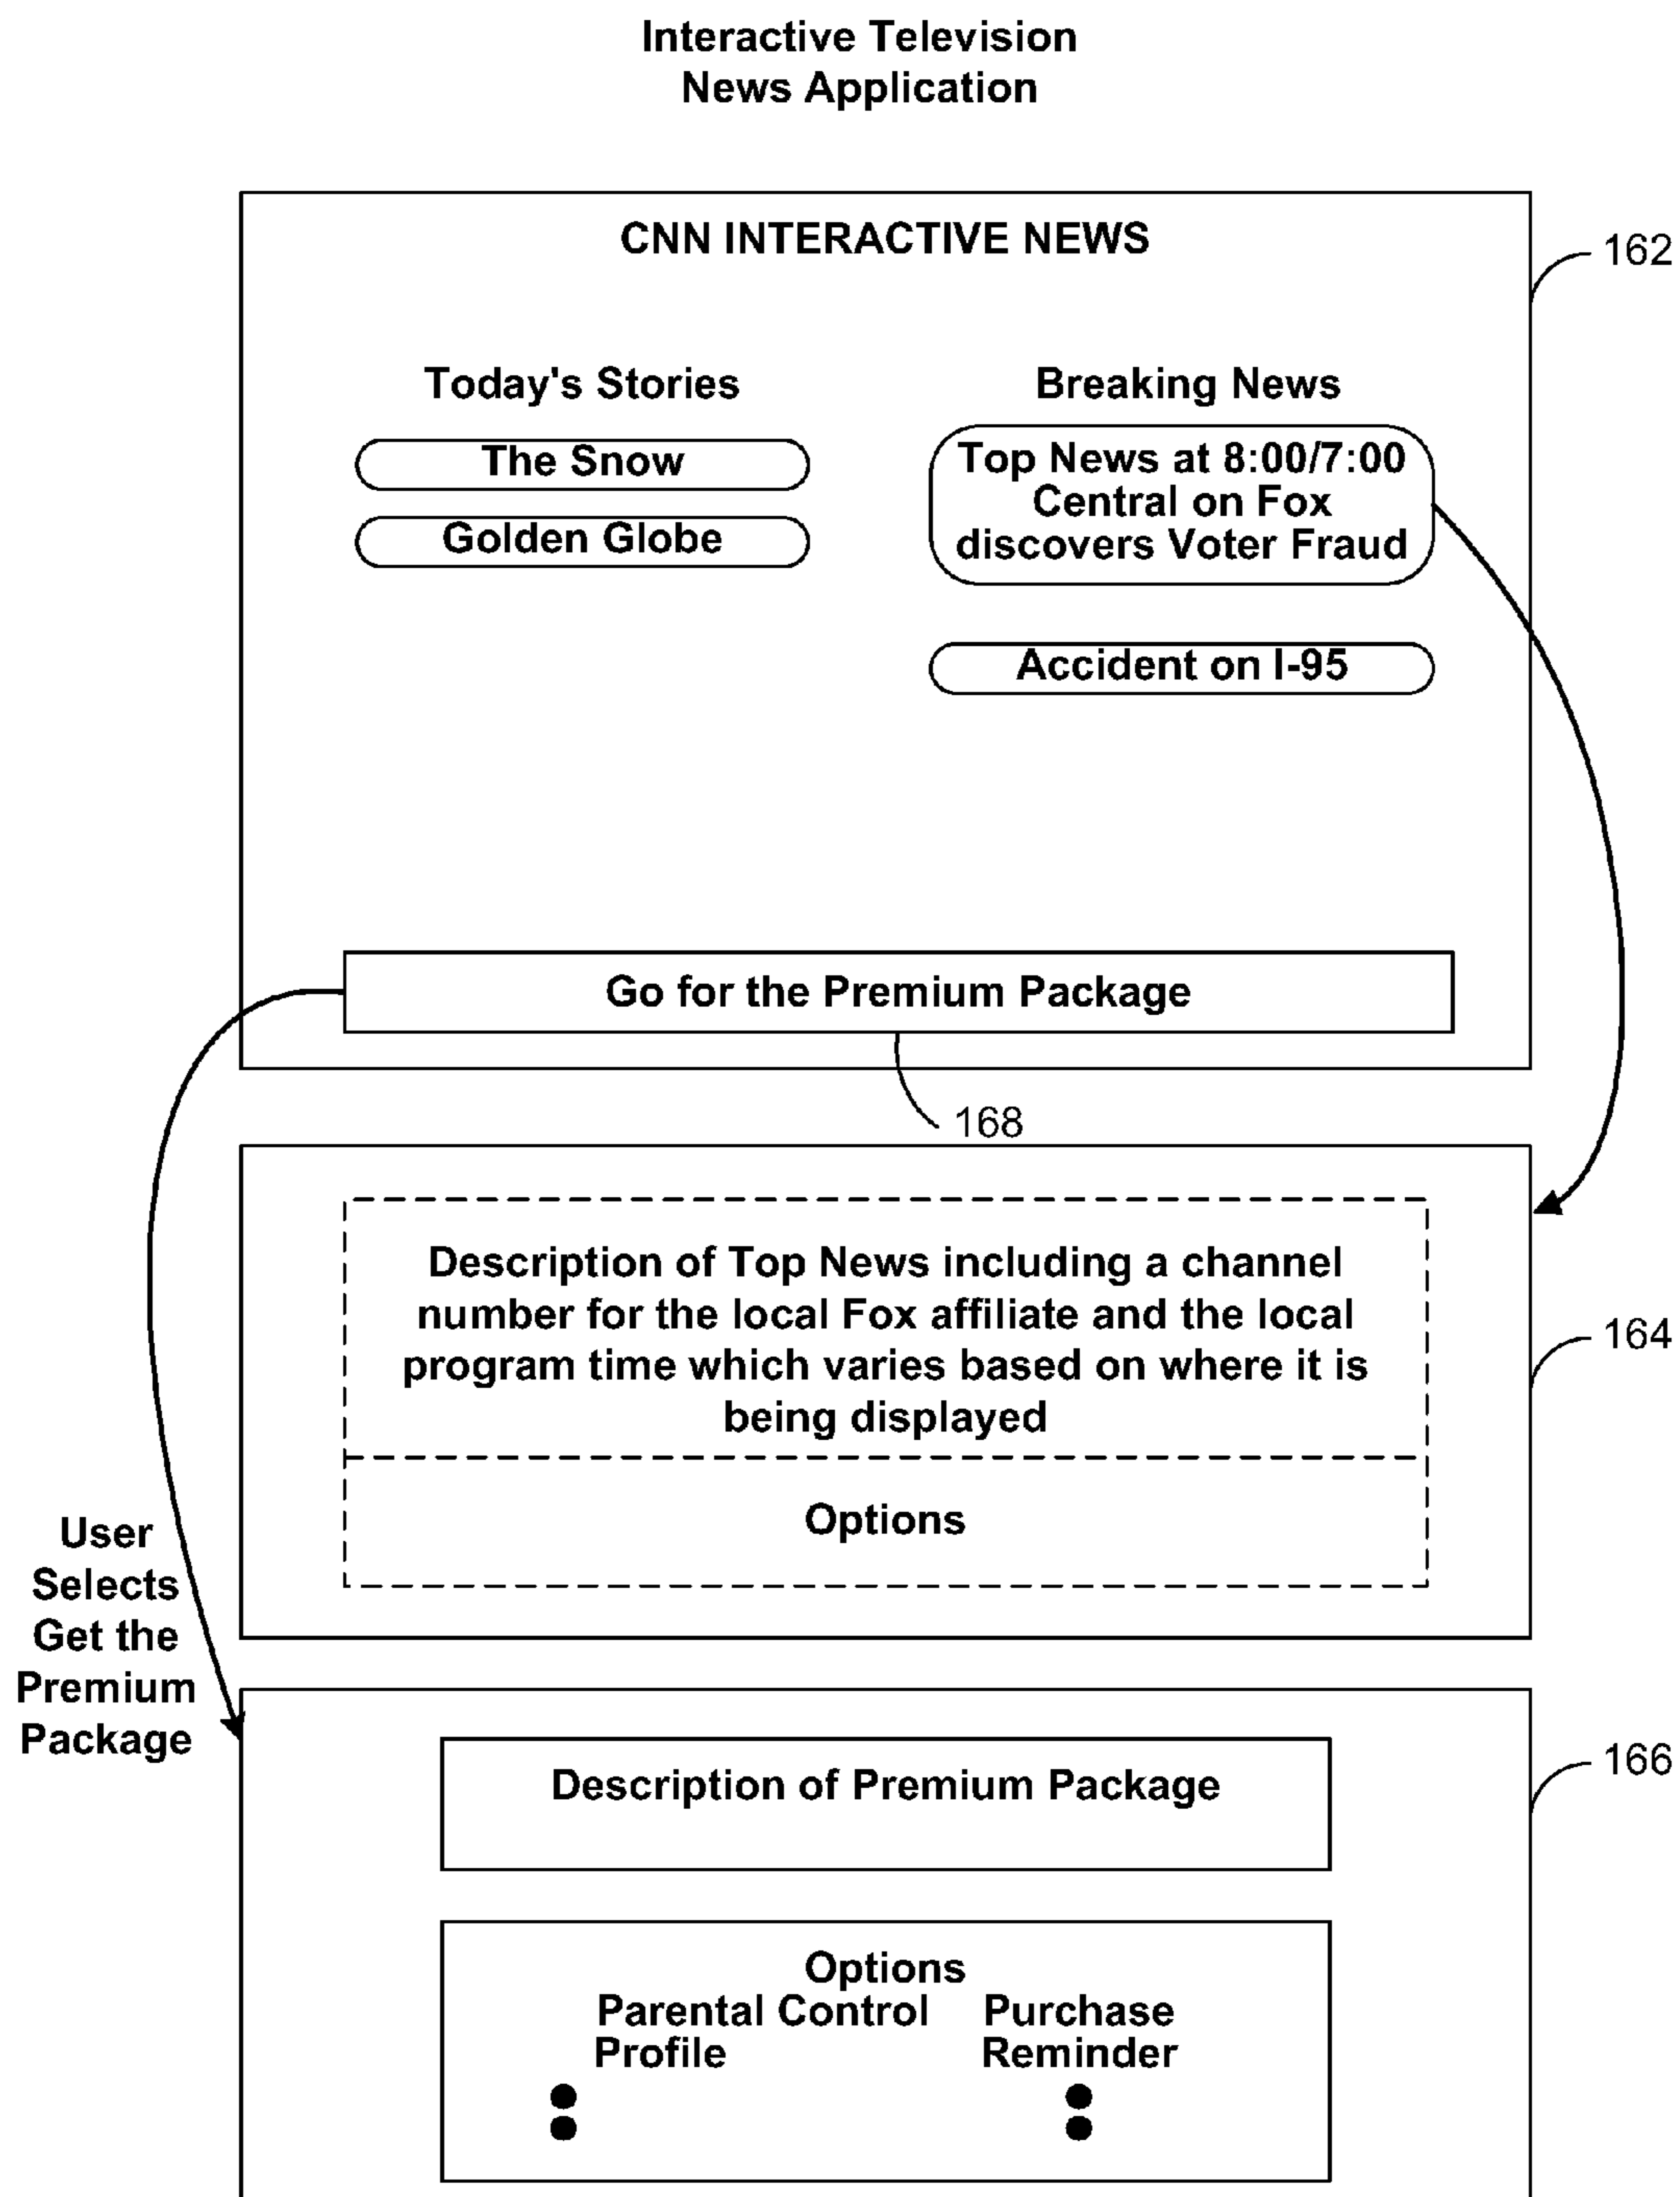 Interactive Television
News Application
CNN INTERACTIVE NEWS
162
Today's Stories
The Snow
Golden Globe
Breaking News
Top News at 8:00/7:00
Central on Fox
discovers Voter Fraud
Accident on I-95
Go for the Premium Package
168
Description of Top News including a channel
number for the local Fox affiliate and the local
program time which varies based on where it is
being displayed
Options
164
User
Selects
Get the
Premium
Package
166
Description of Premium Package
Options
Parental Control Purchase
Profile Reminder